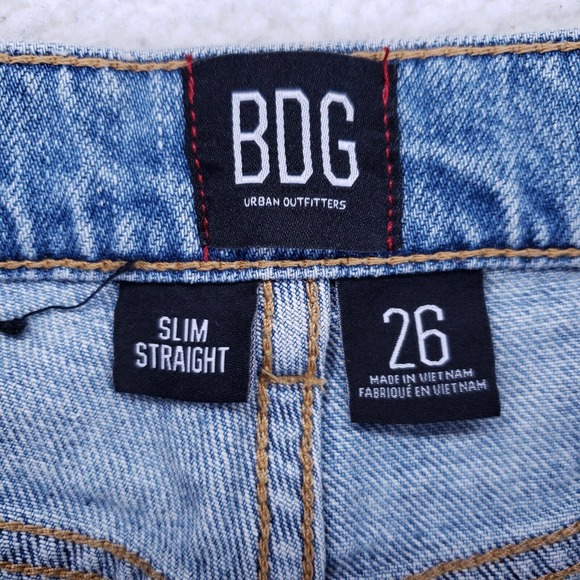 BDG
URBAN OUTFITTERS
SLIM
STRAIGHT
26
MADE IN VIETNAM
FABRIQUÉ EN VIETNAM